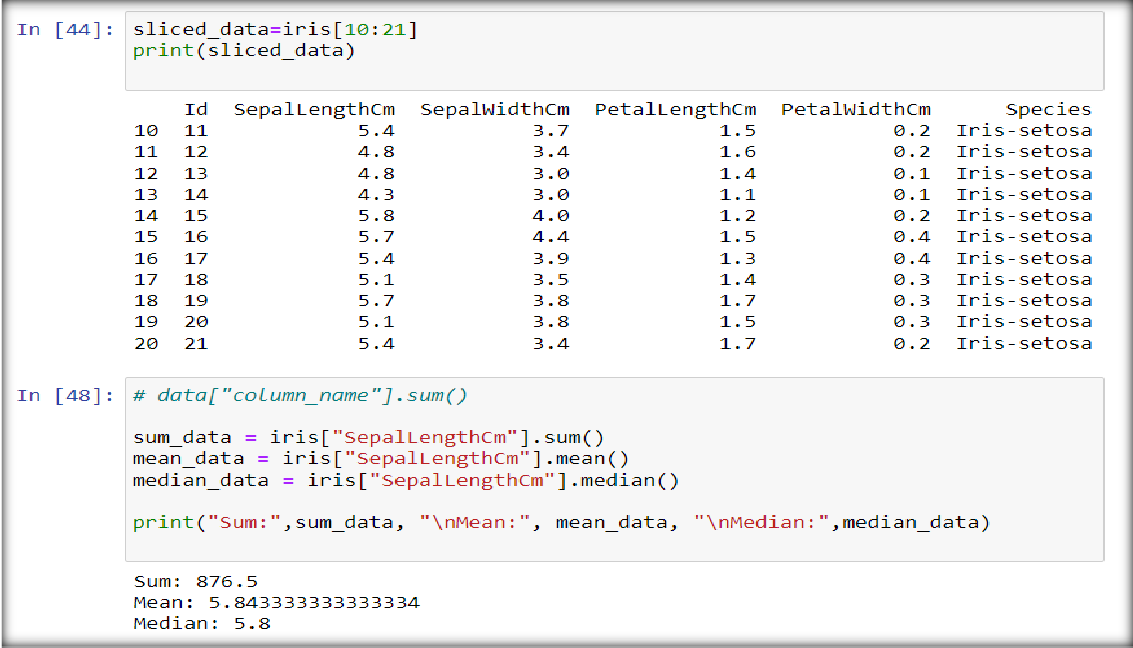 In [44]: sliced_data=iris[10:21]
print(sliced_data)
Id SepalLengthCm SepalWidthCm PetalLengthCm PetalWidthCm Species
10 11 5.4 3.7 1.5 0.2 Iris-setosa
11 12 4.8 3.4 1.6 0.2 Iris-setosa
12 13 4.8 3.0 1.4 0.1 Iris-setosa
13 14 4.3 3.0 1.1 0.1 Iris-setosa
14 15 5.8 4.0 1.2 0.2 Iris-setosa
15 16 5.7 4.4 1.5 0.4 Iris-setosa
16 17 5.4 3.9 1.3 0.4 Iris-setosa
17 18 5.1 3.5 1.4 0.3 Iris-setosa
18 19 5.7 3.8 1.7 0.3 Iris-setosa
19 20 5.1 3.8 1.5 0.3 Iris-setosa
20 21 5.4 3.4 1.7 0.2 Iris-setosa
In [48]: # data["column_name"].sum()
sum_data = iris["SepalLengthCm"].sum()
mean_data = iris["SepalLengthCm"].mean()
median_data = iris["SepalLengthCm"].median()
print("Sum:",sum_data, "\nMean:", mean_data, "\nMedian:",median_data)
Sum: 876.5
Mean: 5.843333333333334
Median: 5.8